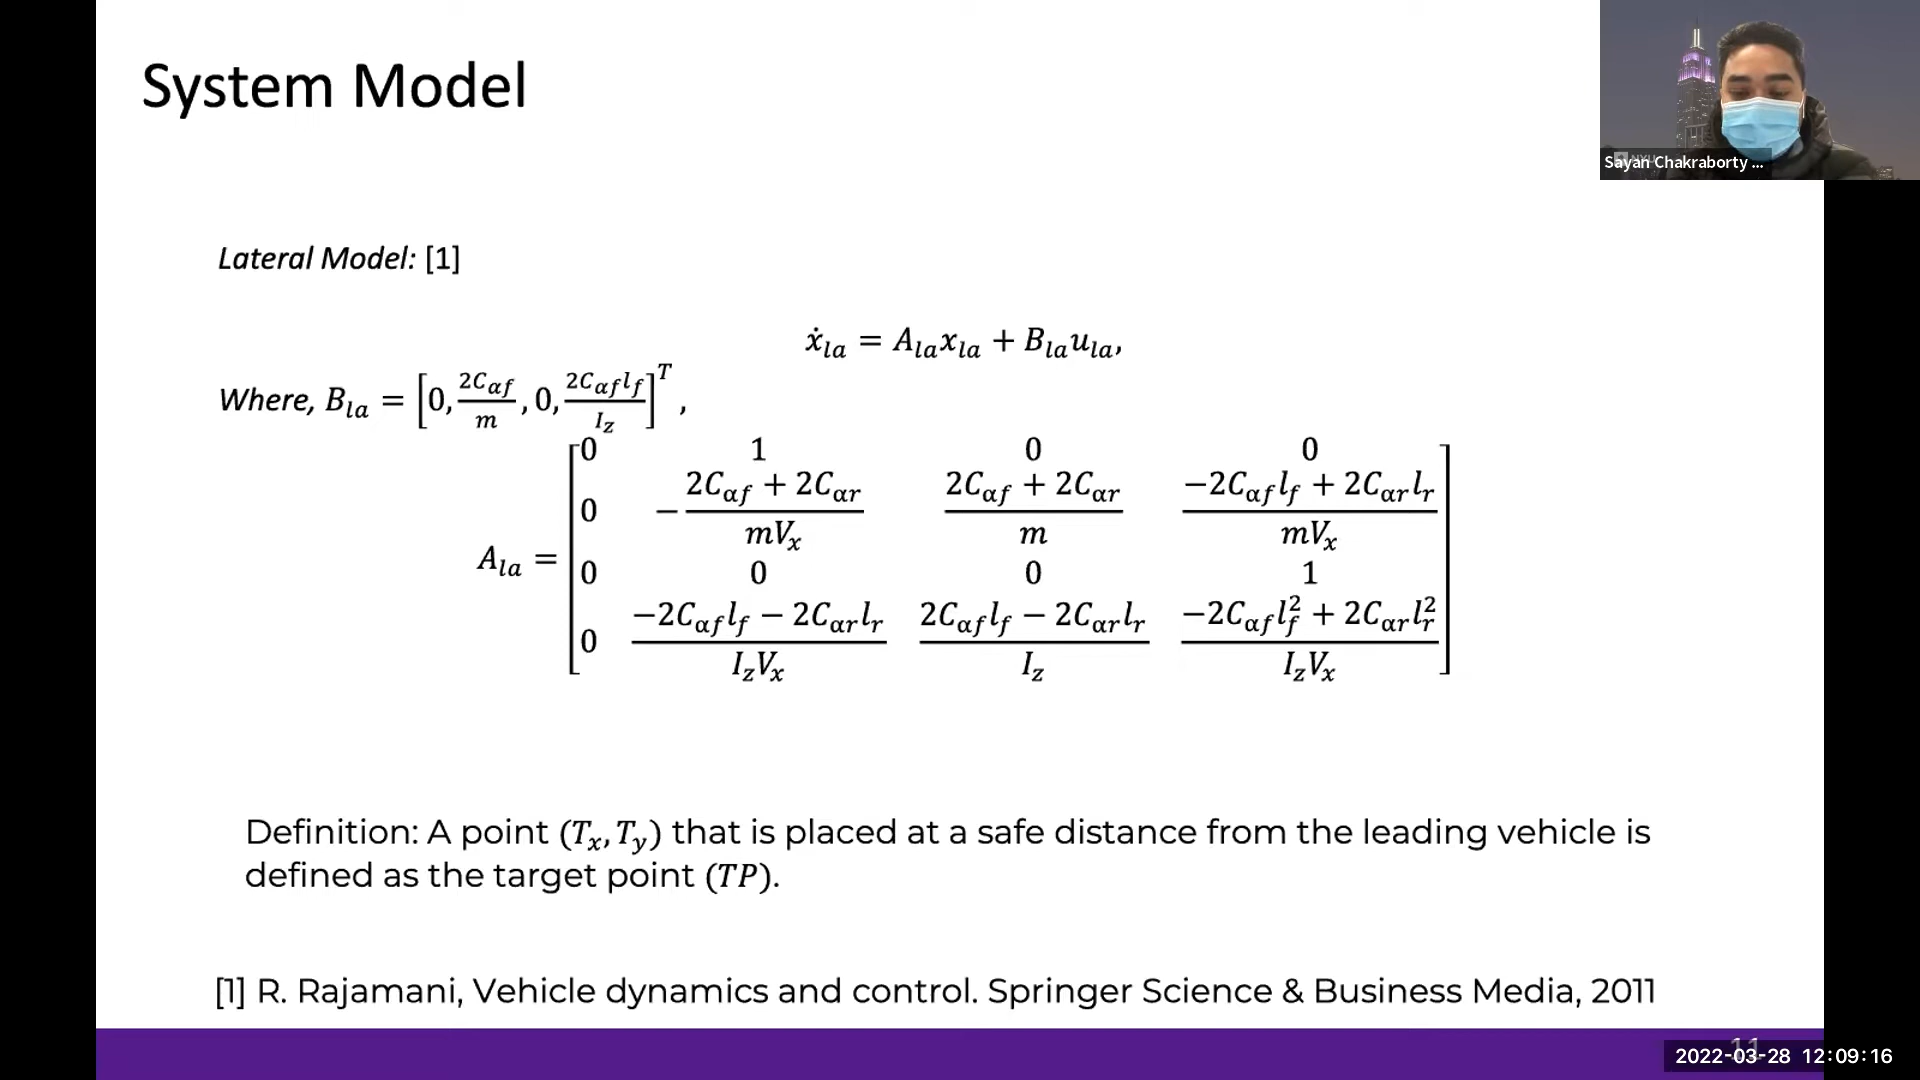 System Model
Sayan Chakraborty ...
Lateral Model: [1]
ẋ_la = A_la x_la + B_la u_la,
Where, B_la = [0, 2C_αf / m, 0, 2C_αf l_f / I_z]^T,
A_la = [0 1 0 0
0 −(2C_αf + 2C_αr) / (mV_x) (2C_αf + 2C_αr) / m (−2C_αf l_f + 2C_αr l_r) / (mV_x)
0 0 0 1
0 (−2C_αf l_f − 2C_αr l_r) / (I_z V_x) (2C_αf l_f − 2C_αr l_r) / I_z (−2C_αf l_f^2 + 2C_αr l_r^2) / (I_z V_x)]
Definition: A point (T_x, T_y) that is placed at a safe distance from the leading vehicle is
defined as the target point (TP).
[1] R. Rajamani, Vehicle dynamics and control. Springer Science & Business Media, 2011
11
2022-03-28 12:09:16